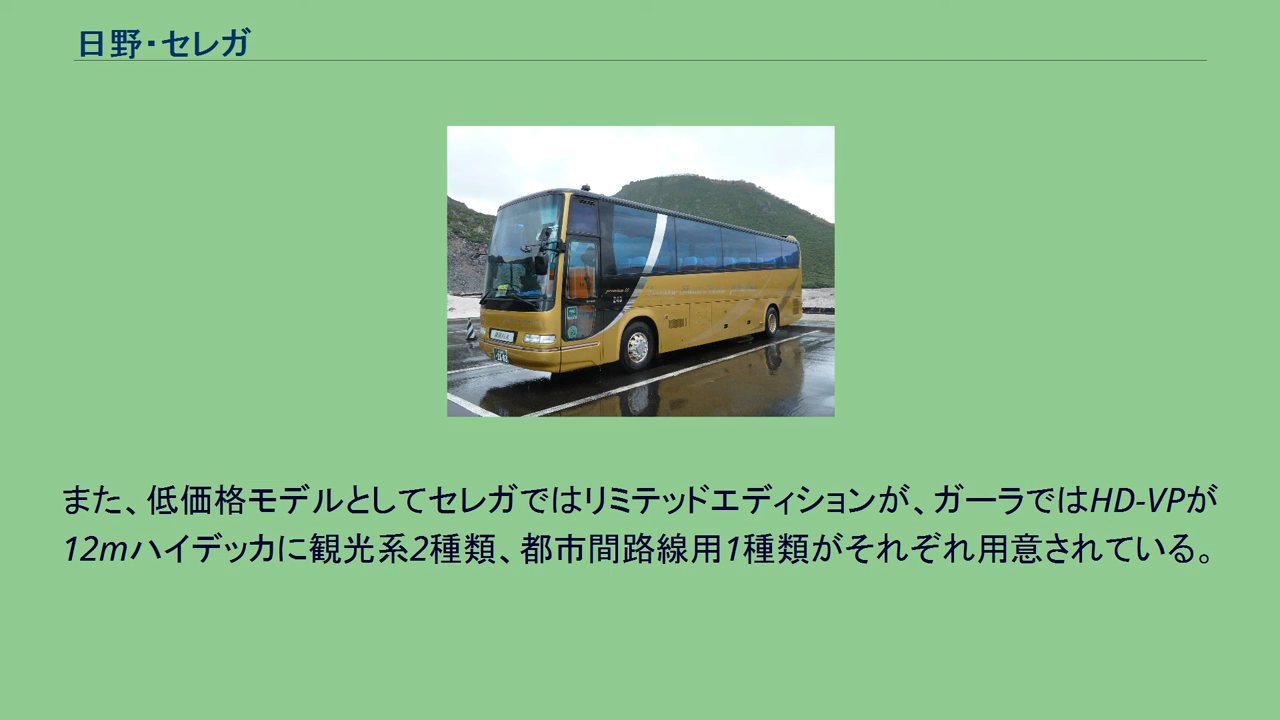 日野・セレガ
また、低価格モデルとしてセレガではリミテッドエディションが、ガーラではHD-VPが
12mハイデッカに観光系2種類、都市間路線用1種類がそれぞれ用意されている。